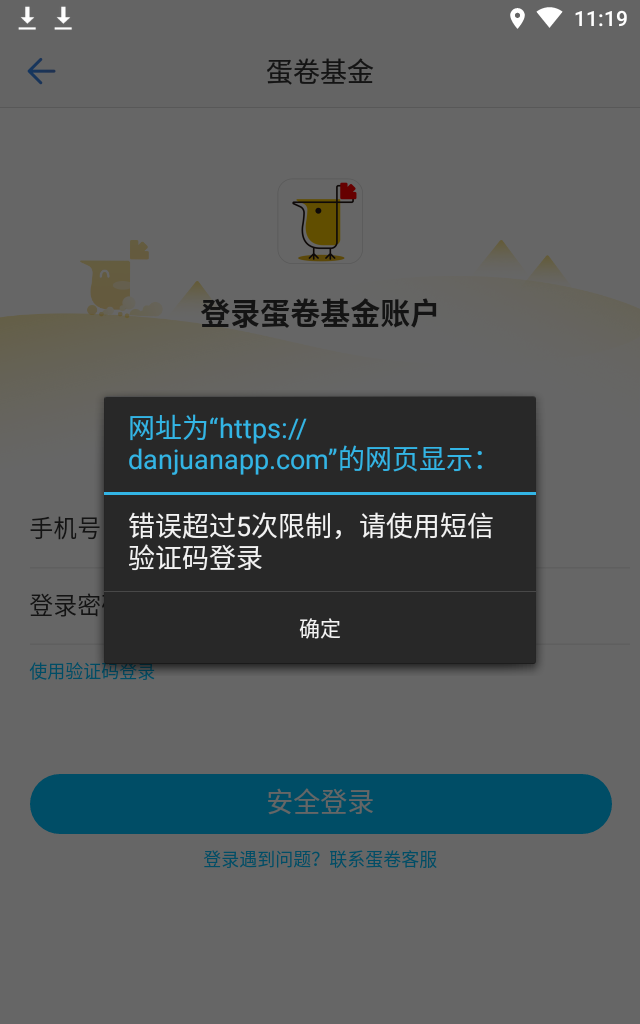 11:19
蛋卷基金
登录蛋卷基金账户
网址为“https://
danjuanapp.com”的网页显示：
错误超过5次限制，请使用短信
验证码登录
确定
手机号
登录密
使用验证码登录
安全登录
登录遇到问题？联系蛋卷客服